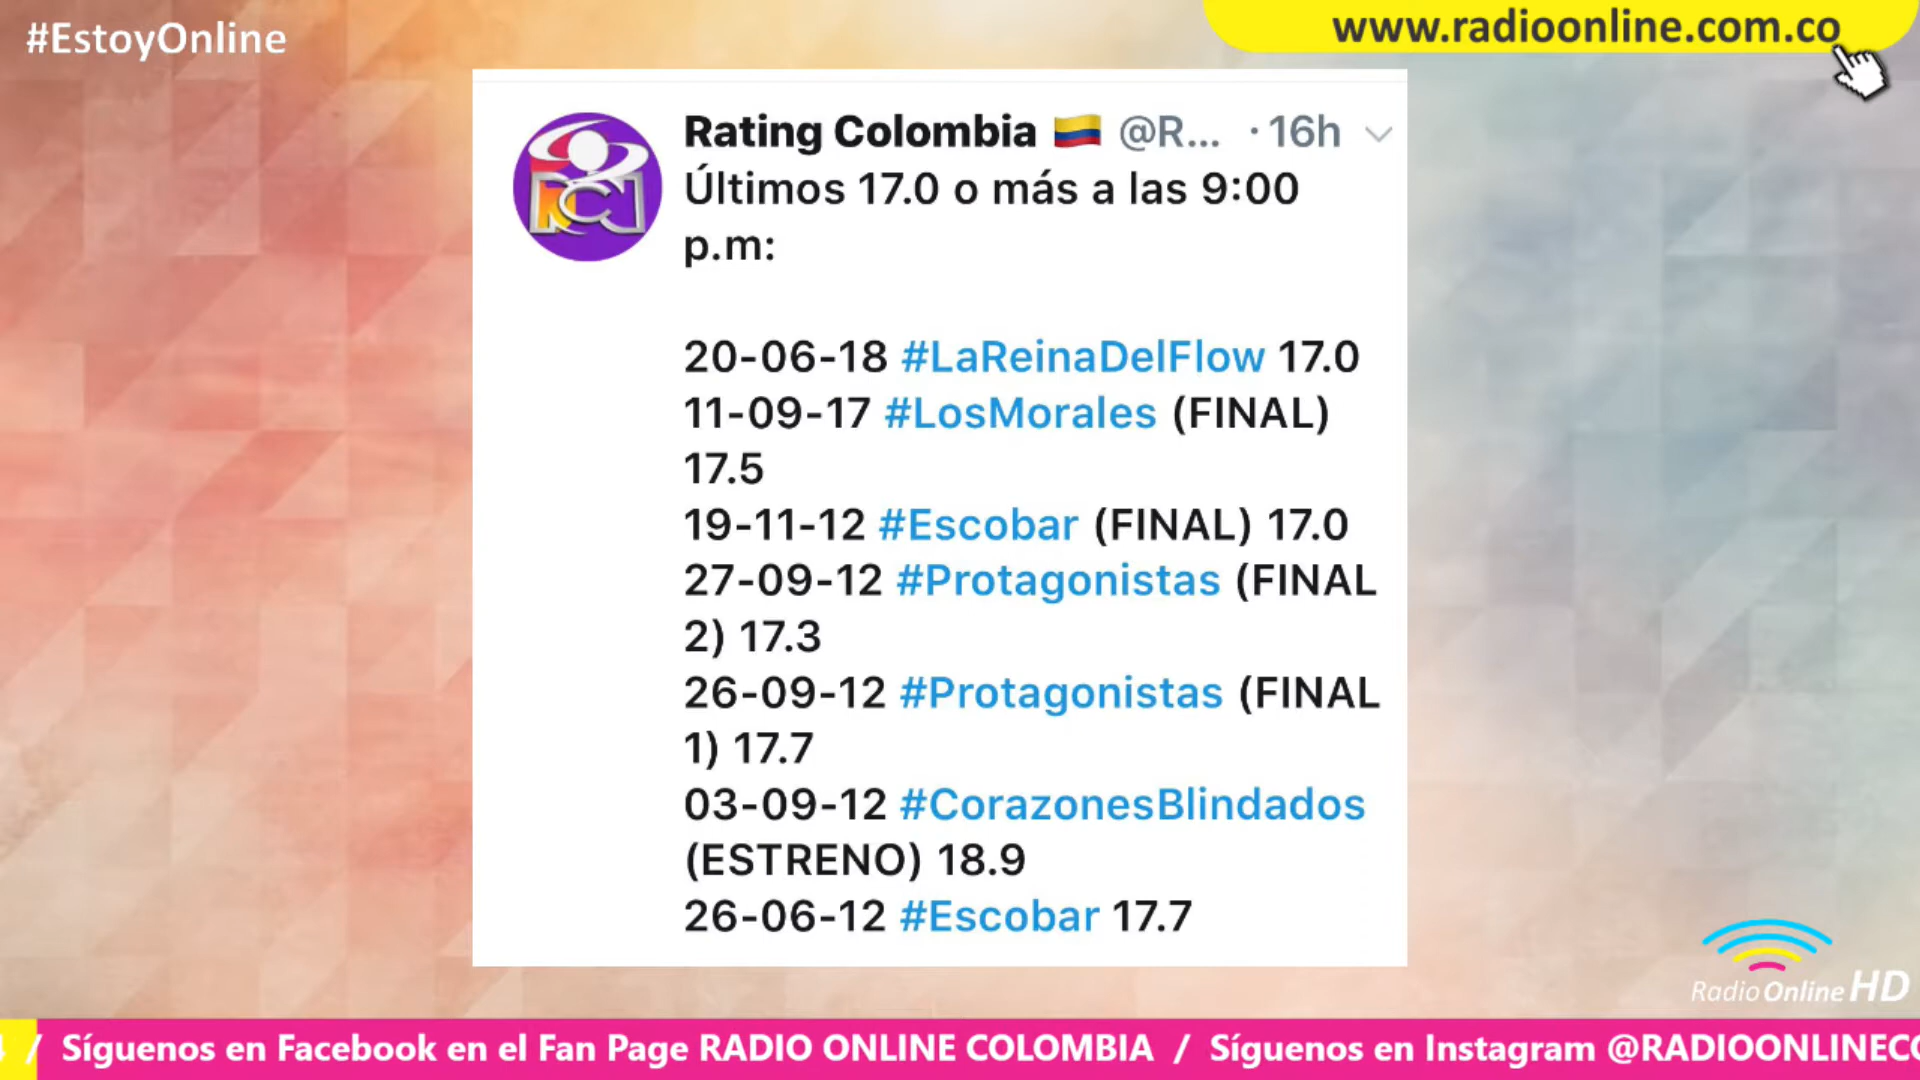 #EstoyOnline
www.radioonline.com.co
Rating Colombia 🇨🇴 @R... · 16h
Últimos 17.0 o más a las 9:00
p.m:
20-06-18 #LaReinaDelFlow 17.0
11-09-17 #LosMorales (FINAL)
17.5
19-11-12 #Escobar (FINAL) 17.0
27-09-12 #Protagonistas (FINAL
2) 17.3
26-09-12 #Protagonistas (FINAL
1) 17.7
03-09-12 #CorazonesBlindados
(ESTRENO) 18.9
26-06-12 #Escobar 17.7
Radio Online HD
/ Síguenos en Facebook en el Fan Page RADIO ONLINE COLOMBIA / Síguenos en Instagram @RADIOONLINECO